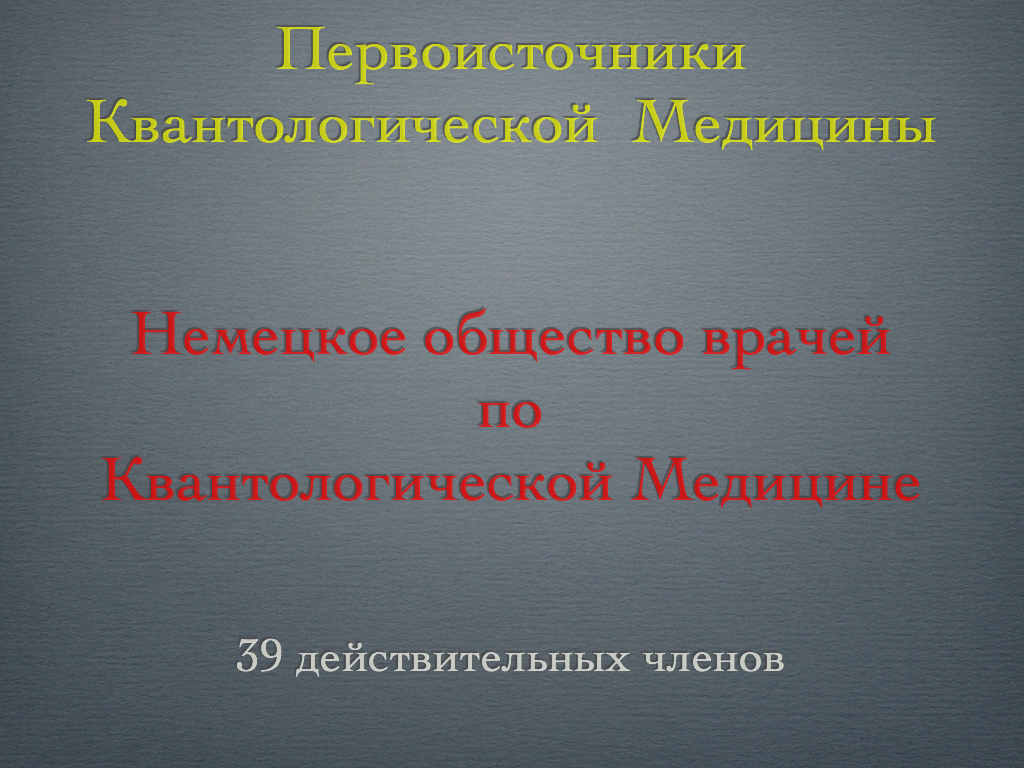 Первоисточники
Квантологической Медицины
Немецкое общество врачей
по
Квантологической Медицине
39 действительных членов